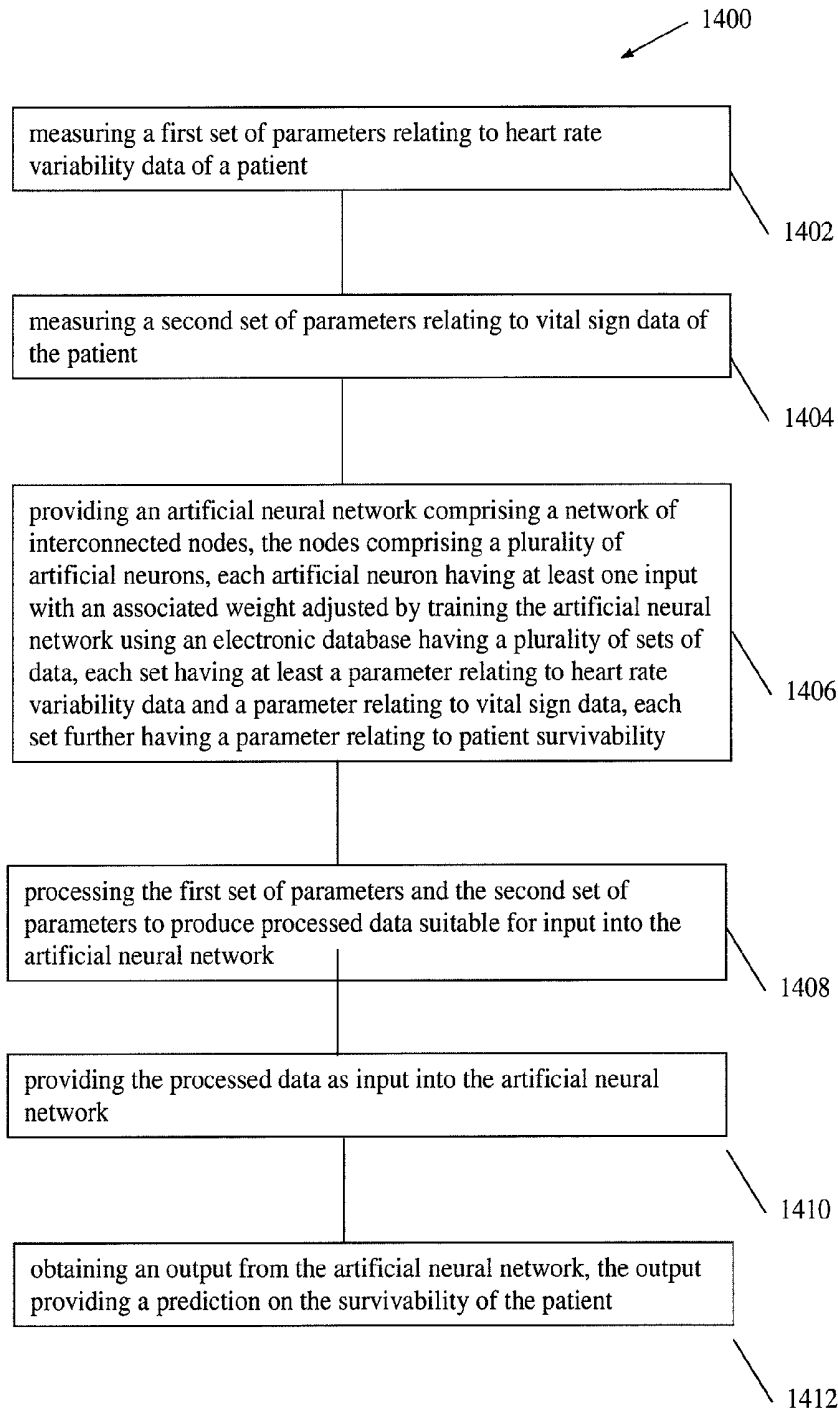 1400
measuring a first set of parameters relating to heart rate
variability data of a patient
1402
measuring a second set of parameters relating to vital sign data of
the patient
1404
providing an artificial neural network comprising a network of
interconnected nodes, the nodes comprising a plurality of
artificial neurons, each artificial neuron having at least one input
with an associated weight adjusted by training the artificial neural
network using an electronic database having a plurality of sets of
data, each set having at least a parameter relating to heart rate
variability data and a parameter relating to vital sign data, each
set further having a parameter relating to patient survivability
1406
processing the first set of parameters and the second set of
parameters to produce processed data suitable for input into the
artificial neural network
1408
providing the processed data as input into the artificial neural
network
1410
obtaining an output from the artificial neural network, the output
providing a prediction on the survivability of the patient
1412